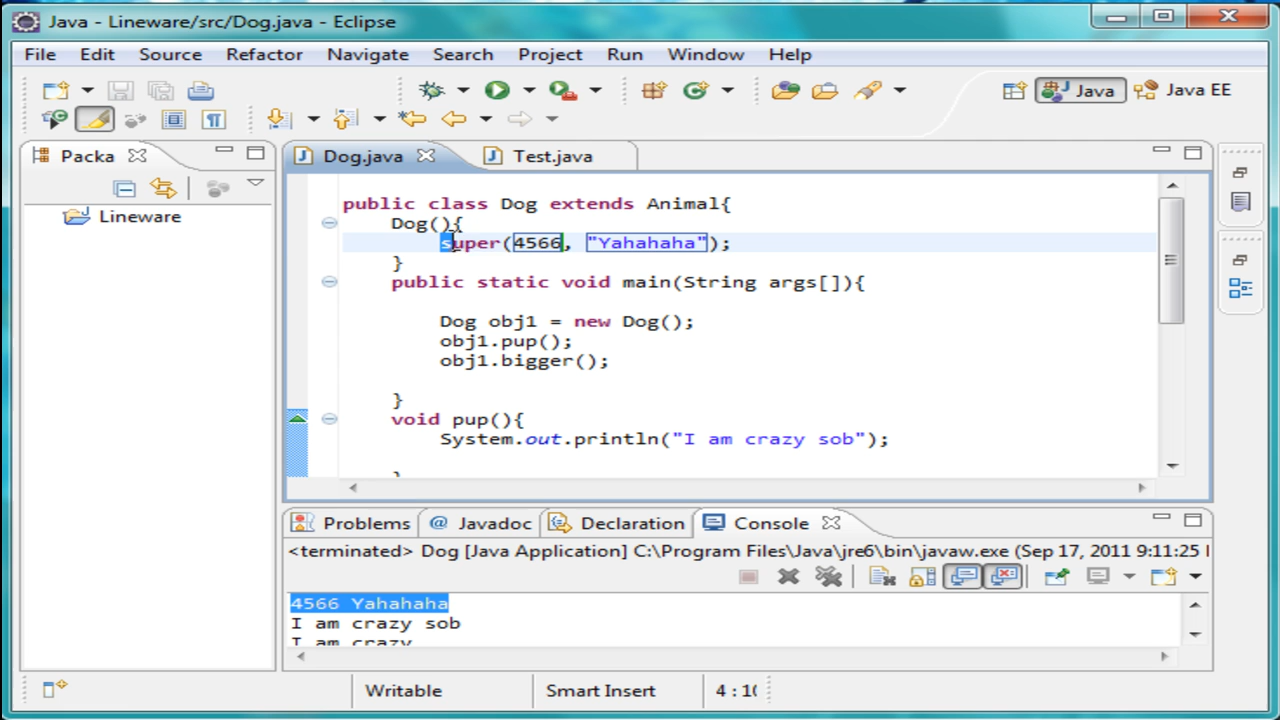 Java - Lineware/src/Dog.java - Eclipse
File Edit Source Refactor Navigate Search Project Run Window Help
Java Java EE
Packa Dog.java Test.java
Lineware
public class Dog extends Animal{
Dog(){
super(4566, "Yahahaha");
}
public static void main(String args[]){
Dog obj1 = new Dog();
obj1.pup();
obj1.bigger();
}
void pup(){
System.out.println("I am crazy sob");
Problems Javadoc Declaration Console
<terminated> Dog [Java Application] C:\Program Files\Java\jre6\bin\javaw.exe (Sep 17, 2011 9:11:25
4566 Yahahaha
I am crazy sob
I am crazy
Writable Smart Insert 4 : 10